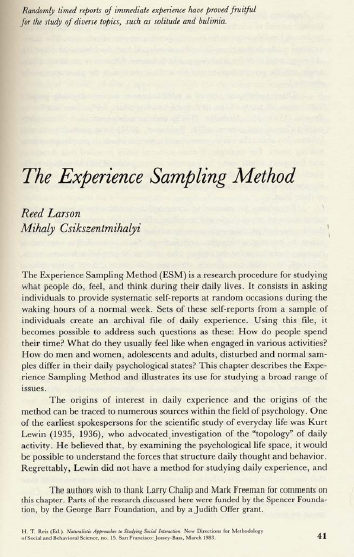 Randomly timed reports of immediate experience have proved fruitful
for the study of diverse topics, such as solitude and bulimia.
The Experience Sampling Method
Reed Larson
Mihaly Csikszentmihalyi
The Experience Sampling Method (ESM) is a research procedure for studying
what people do, feel, and think during their daily lives. It consists in asking
individuals to provide systematic self-reports at random occasions during the
waking hours of a normal week. Sets of these self-reports from a sample of
individuals create an archival file of daily experience. Using this file, it
becomes possible to address such questions as these: How do people spend
their time? What do they usually feel like when engaged in various activities?
How do men and women, adolescents and adults, disturbed and normal sam-
ples differ in their daily psychological states? This chapter describes the Expe-
rience Sampling Method and illustrates its use for studying a broad range of
issues.
The origins of interest in daily experience and the origins of the
method can be traced to numerous sources within the field of psychology. One
of the earliest spokespersons for the scientific study of everyday life was Kurt
Lewin (1935, 1936), who advocated investigation of the “topology” of daily
activity. He believed that, by examining the psychological life space, it would
be possible to understand the forces that structure daily thought and behavior.
Regrettably, Lewin did not have a method for studying daily experience, and
The authors wish to thank Larry Chalip and Mark Freeman for comments on
this chapter. Parts of the research discussed here were funded by the Spencer Founda-
tion, by the George Barr Foundation, and by a Judith Offer grant.
H. T. Reis (Ed.). Naturalistic Approaches to Studying Social Interaction. New Directions for Methodology
of Social and Behavioral Science, no. 15. San Francisco: Jossey-Bass, March 1983.
41